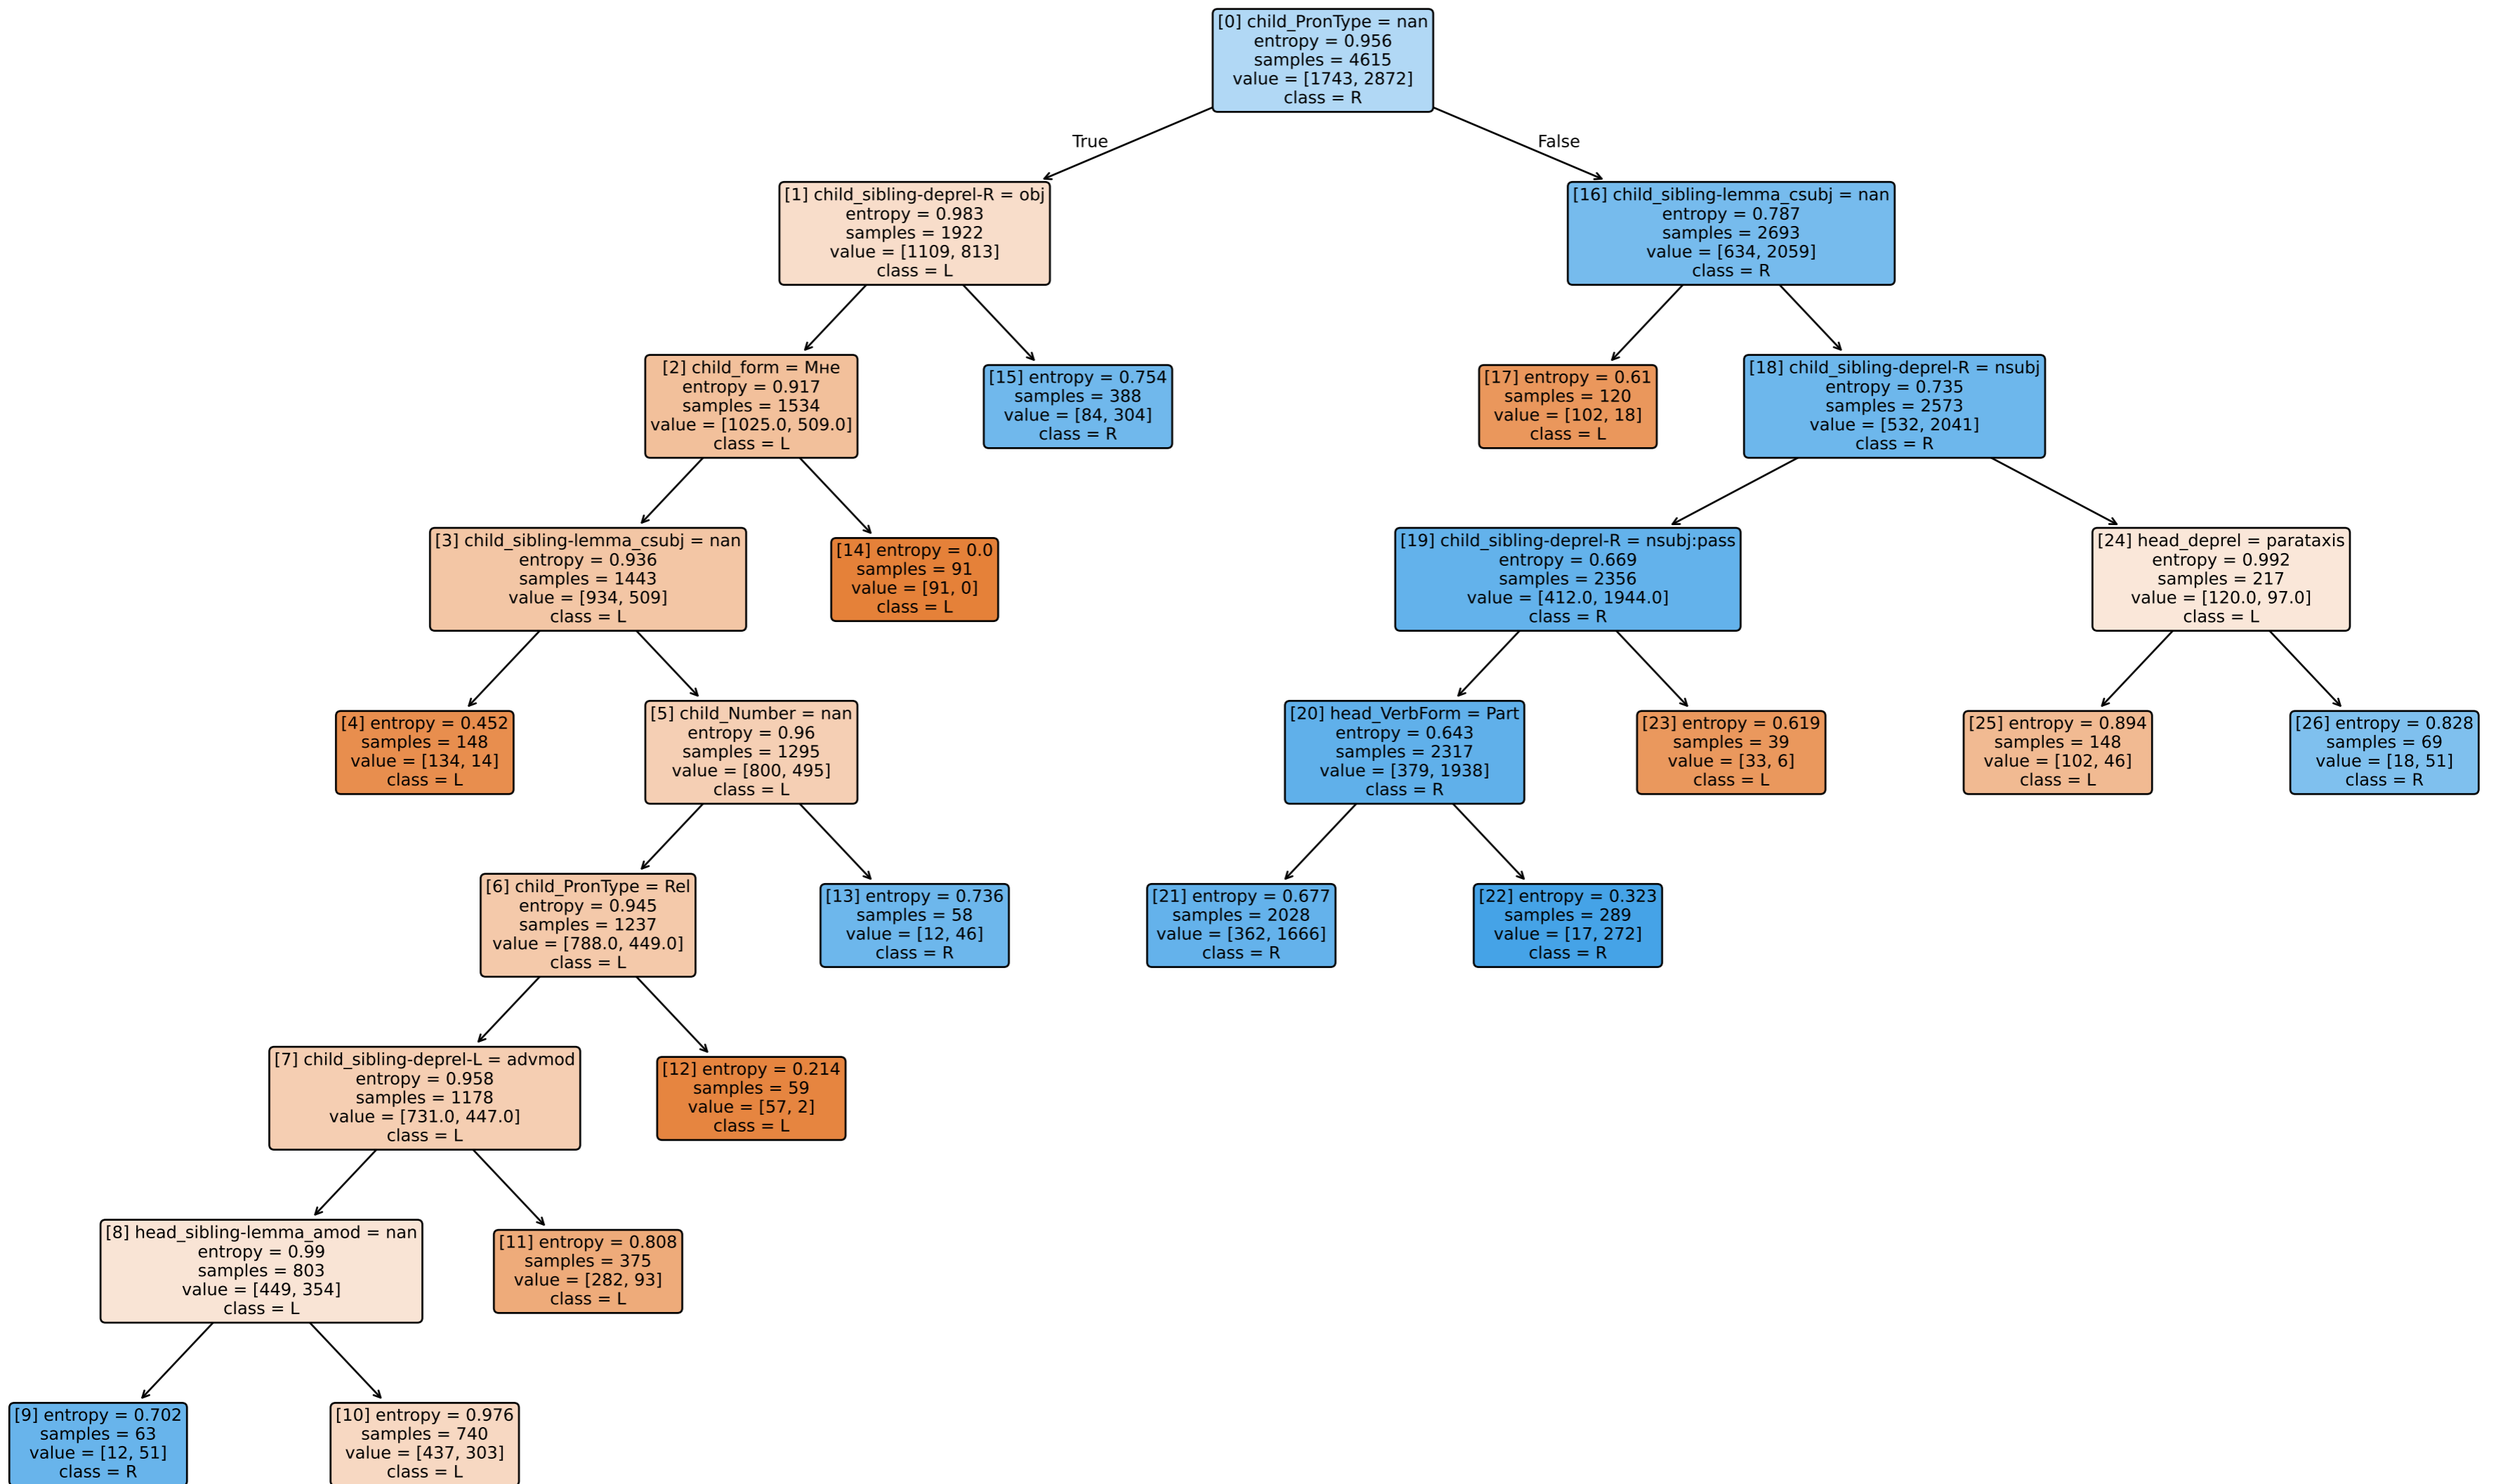 [0] child_PronType = nan
entropy = 0.956
samples = 4615
value = [1743, 2872]
class = R
True
False
[1] child_sibling-deprel-R = obj
entropy = 0.983
samples = 1922
value = [1109, 813]
class = L
[16] child_sibling-lemma_csubj = nan
entropy = 0.787
samples = 2693
value = [634, 2059]
class = R
[2] child_form = Мне
entropy = 0.917
samples = 1534
value = [1025.0, 509.0]
class = L
[15] entropy = 0.754
samples = 388
value = [84, 304]
class = R
[17] entropy = 0.61
samples = 120
value = [102, 18]
class = L
[18] child_sibling-deprel-R = nsubj
entropy = 0.735
samples = 2573
value = [532, 2041]
class = R
[3] child_sibling-lemma_csubj = nan
entropy = 0.936
samples = 1443
value = [934, 509]
class = L
[14] entropy = 0.0
samples = 91
value = [91, 0]
class = L
[19] child_sibling-deprel-R = nsubj:pass
entropy = 0.669
samples = 2356
value = [412.0, 1944.0]
class = R
[24] head_deprel = parataxis
entropy = 0.992
samples = 217
value = [120.0, 97.0]
class = L
[4] entropy = 0.452
samples = 148
value = [134, 14]
class = L
[5] child_Number = nan
entropy = 0.96
samples = 1295
value = [800, 495]
class = L
[20] head_VerbForm = Part
entropy = 0.643
samples = 2317
value = [379, 1938]
class = R
[23] entropy = 0.619
samples = 39
value = [33, 6]
class = L
[25] entropy = 0.894
samples = 148
value = [102, 46]
class = L
[26] entropy = 0.828
samples = 69
value = [18, 51]
class = R
[6] child_PronType = Rel
entropy = 0.945
samples = 1237
value = [788.0, 449.0]
class = L
[13] entropy = 0.736
samples = 58
value = [12, 46]
class = R
[21] entropy = 0.677
samples = 2028
value = [362, 1666]
class = R
[22] entropy = 0.323
samples = 289
value = [17, 272]
class = R
[7] child_sibling-deprel-L = advmod
entropy = 0.958
samples = 1178
value = [731.0, 447.0]
class = L
[12] entropy = 0.214
samples = 59
value = [57, 2]
class = L
[8] head_sibling-lemma_amod = nan
entropy = 0.99
samples = 803
value = [449, 354]
class = L
[11] entropy = 0.808
samples = 375
value = [282, 93]
class = L
[9] entropy = 0.702
samples = 63
value = [12, 51]
class = R
[10] entropy = 0.976
samples = 740
value = [437, 303]
class = L